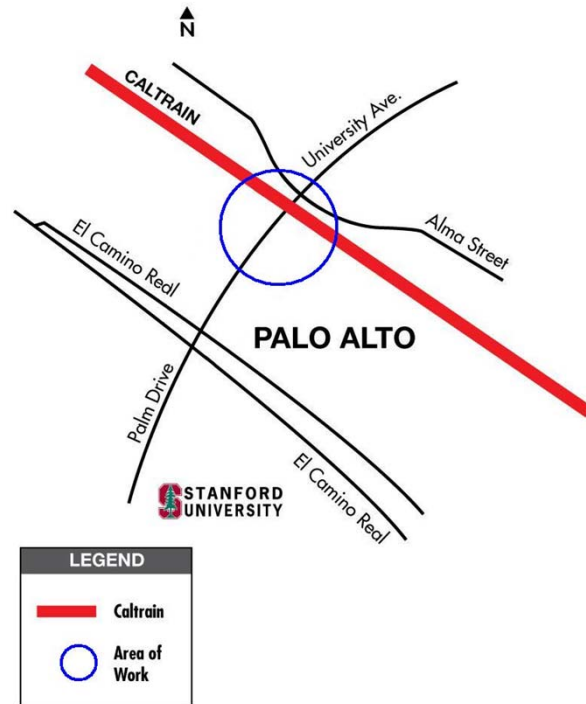 N
CALTRAIN
University Ave.
Alma Street
El Camino Real
PALO ALTO
Palm Drive
El Camino Real
STANFORD
UNIVERSITY
LEGEND
Caltrain
Area of
Work